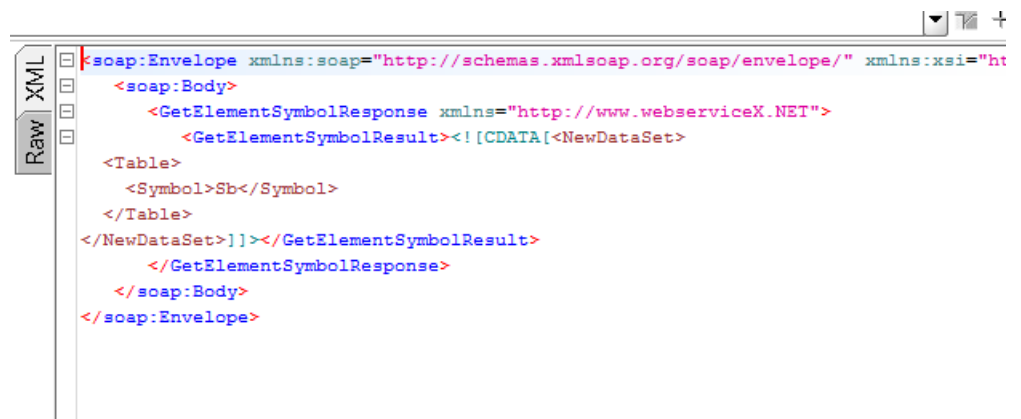 XML
Raw
<soap:Envelope xmlns:soap="http://schemas.xmlsoap.org/soap/envelope/" xmlns:xsi="ht
<soap:Body>
<GetElementSymbolResponse xmlns="http://www.webserviceX.NET">
<GetElementSymbolResult><![CDATA[<NewDataSet>
<Table>
<Symbol>Sb</Symbol>
</Table>
</NewDataSet>]]></GetElementSymbolResult>
</GetElementSymbolResponse>
</soap:Body>
</soap:Envelope>